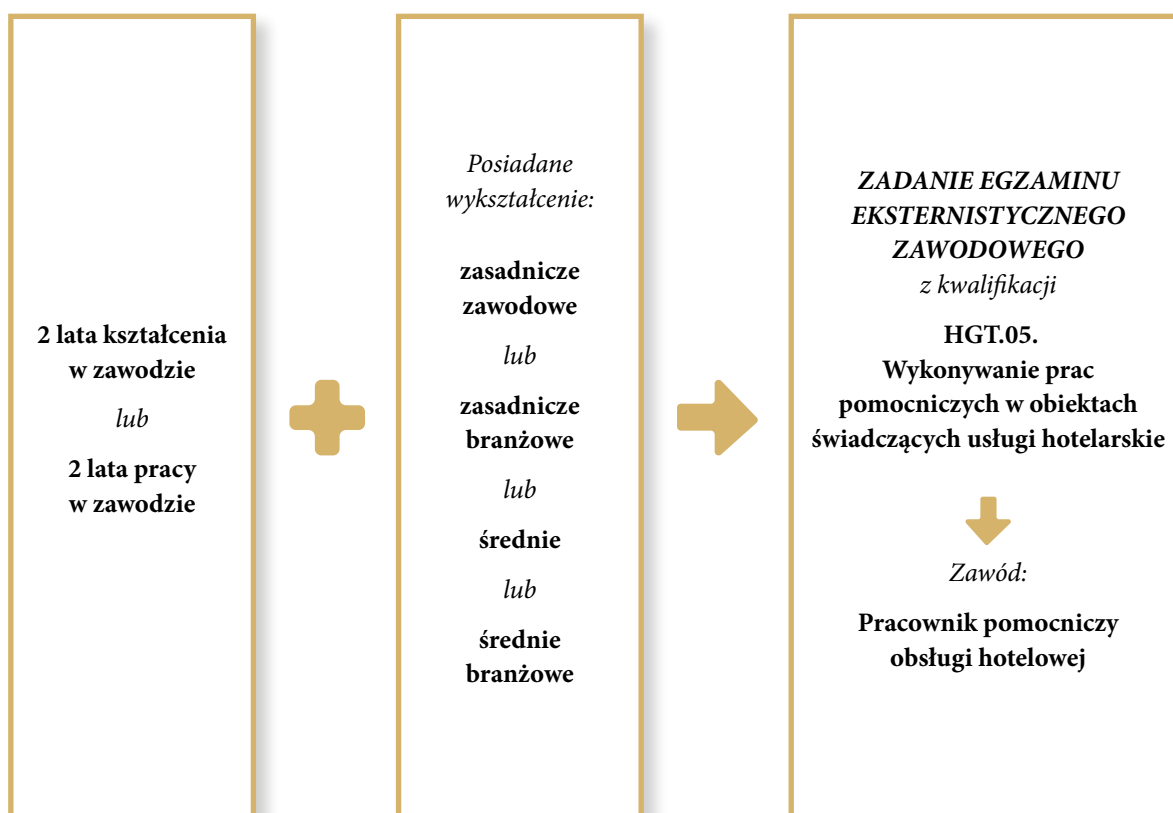 2 lata kształcenia
w zawodzie
lub
2 lata pracy
w zawodzie
Posiadane
wykształcenie:
zasadnicze
zawodowe
lub
zasadnicze
branżowe
lub
średnie
lub
średnie
branżowe
ZADANIE EGZAMINU
EKSTERNISTYCZNEGO
ZAWODOWEGO
z kwalifikacji
HGT.05.
Wykonywanie prac
pomocniczych w obiektach
świadczących usługi hotelarskie
Zawód:
Pracownik pomocniczy
obsługi hotelowej